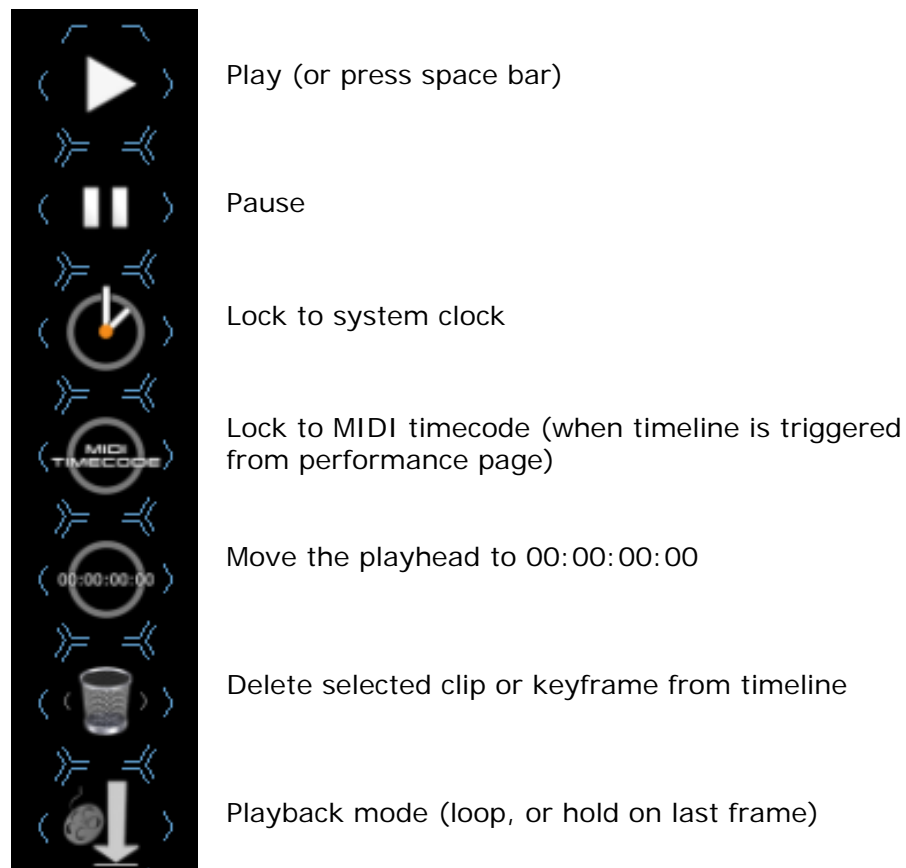 Play (or press space bar)
Pause
Lock to system clock
MIDI
TIMECODE
Lock to MIDI timecode (when timeline is triggered
from performance page)
00:00:00:00
Move the playhead to 00:00:00:00
Delete selected clip or keyframe from timeline
Playback mode (loop, or hold on last frame)